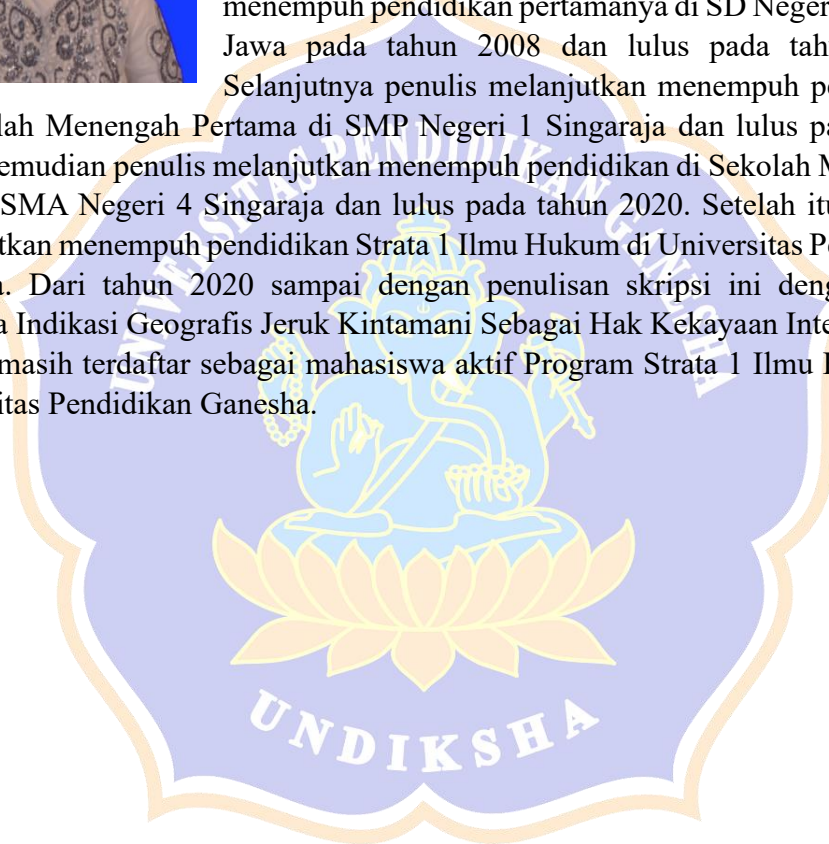 menempuh pendidikan pertamanya di SD Neger
Jawa pada tahun 2008 dan lulus pada tah
Selanjutnya penulis melanjutkan menempuh p
lah Menengah Pertama di SMP Negeri 1 Singaraja dan lulus pa
emudian penulis melanjutkan menempuh pendidikan di Sekolah M
SMA Negeri 4 Singaraja dan lulus pada tahun 2020. Setelah itu
tkan menempuh pendidikan Strata 1 Ilmu Hukum di Universitas P
a. Dari tahun 2020 sampai dengan penulisan skripsi ini deng
a Indikasi Geografis Jeruk Kintamani Sebagai Hak Kekayaan Inte
masih terdaftar sebagai mahasiswa aktif Program Strata 1 Ilmu
itas Pendidikan Ganesha.
UNIVERSITAS PENDIDIKAN GANESHA
UNDIKSHA